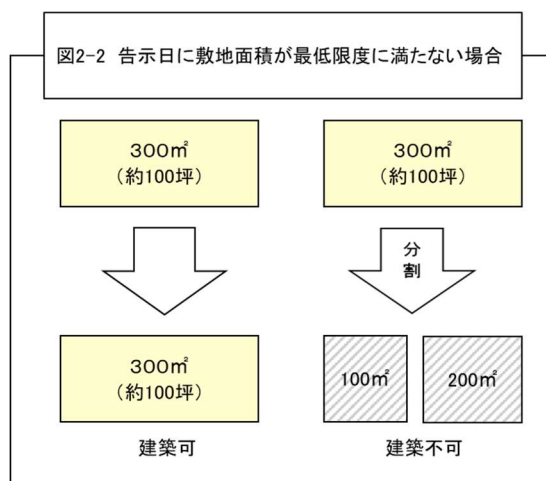 図2-2 告示日に敷地面積が最低限度に満たない場合
300㎡
（約100坪）
300㎡
（約100坪）
分
割
300㎡
（約100坪）
100㎡
200㎡
建築可
建築不可